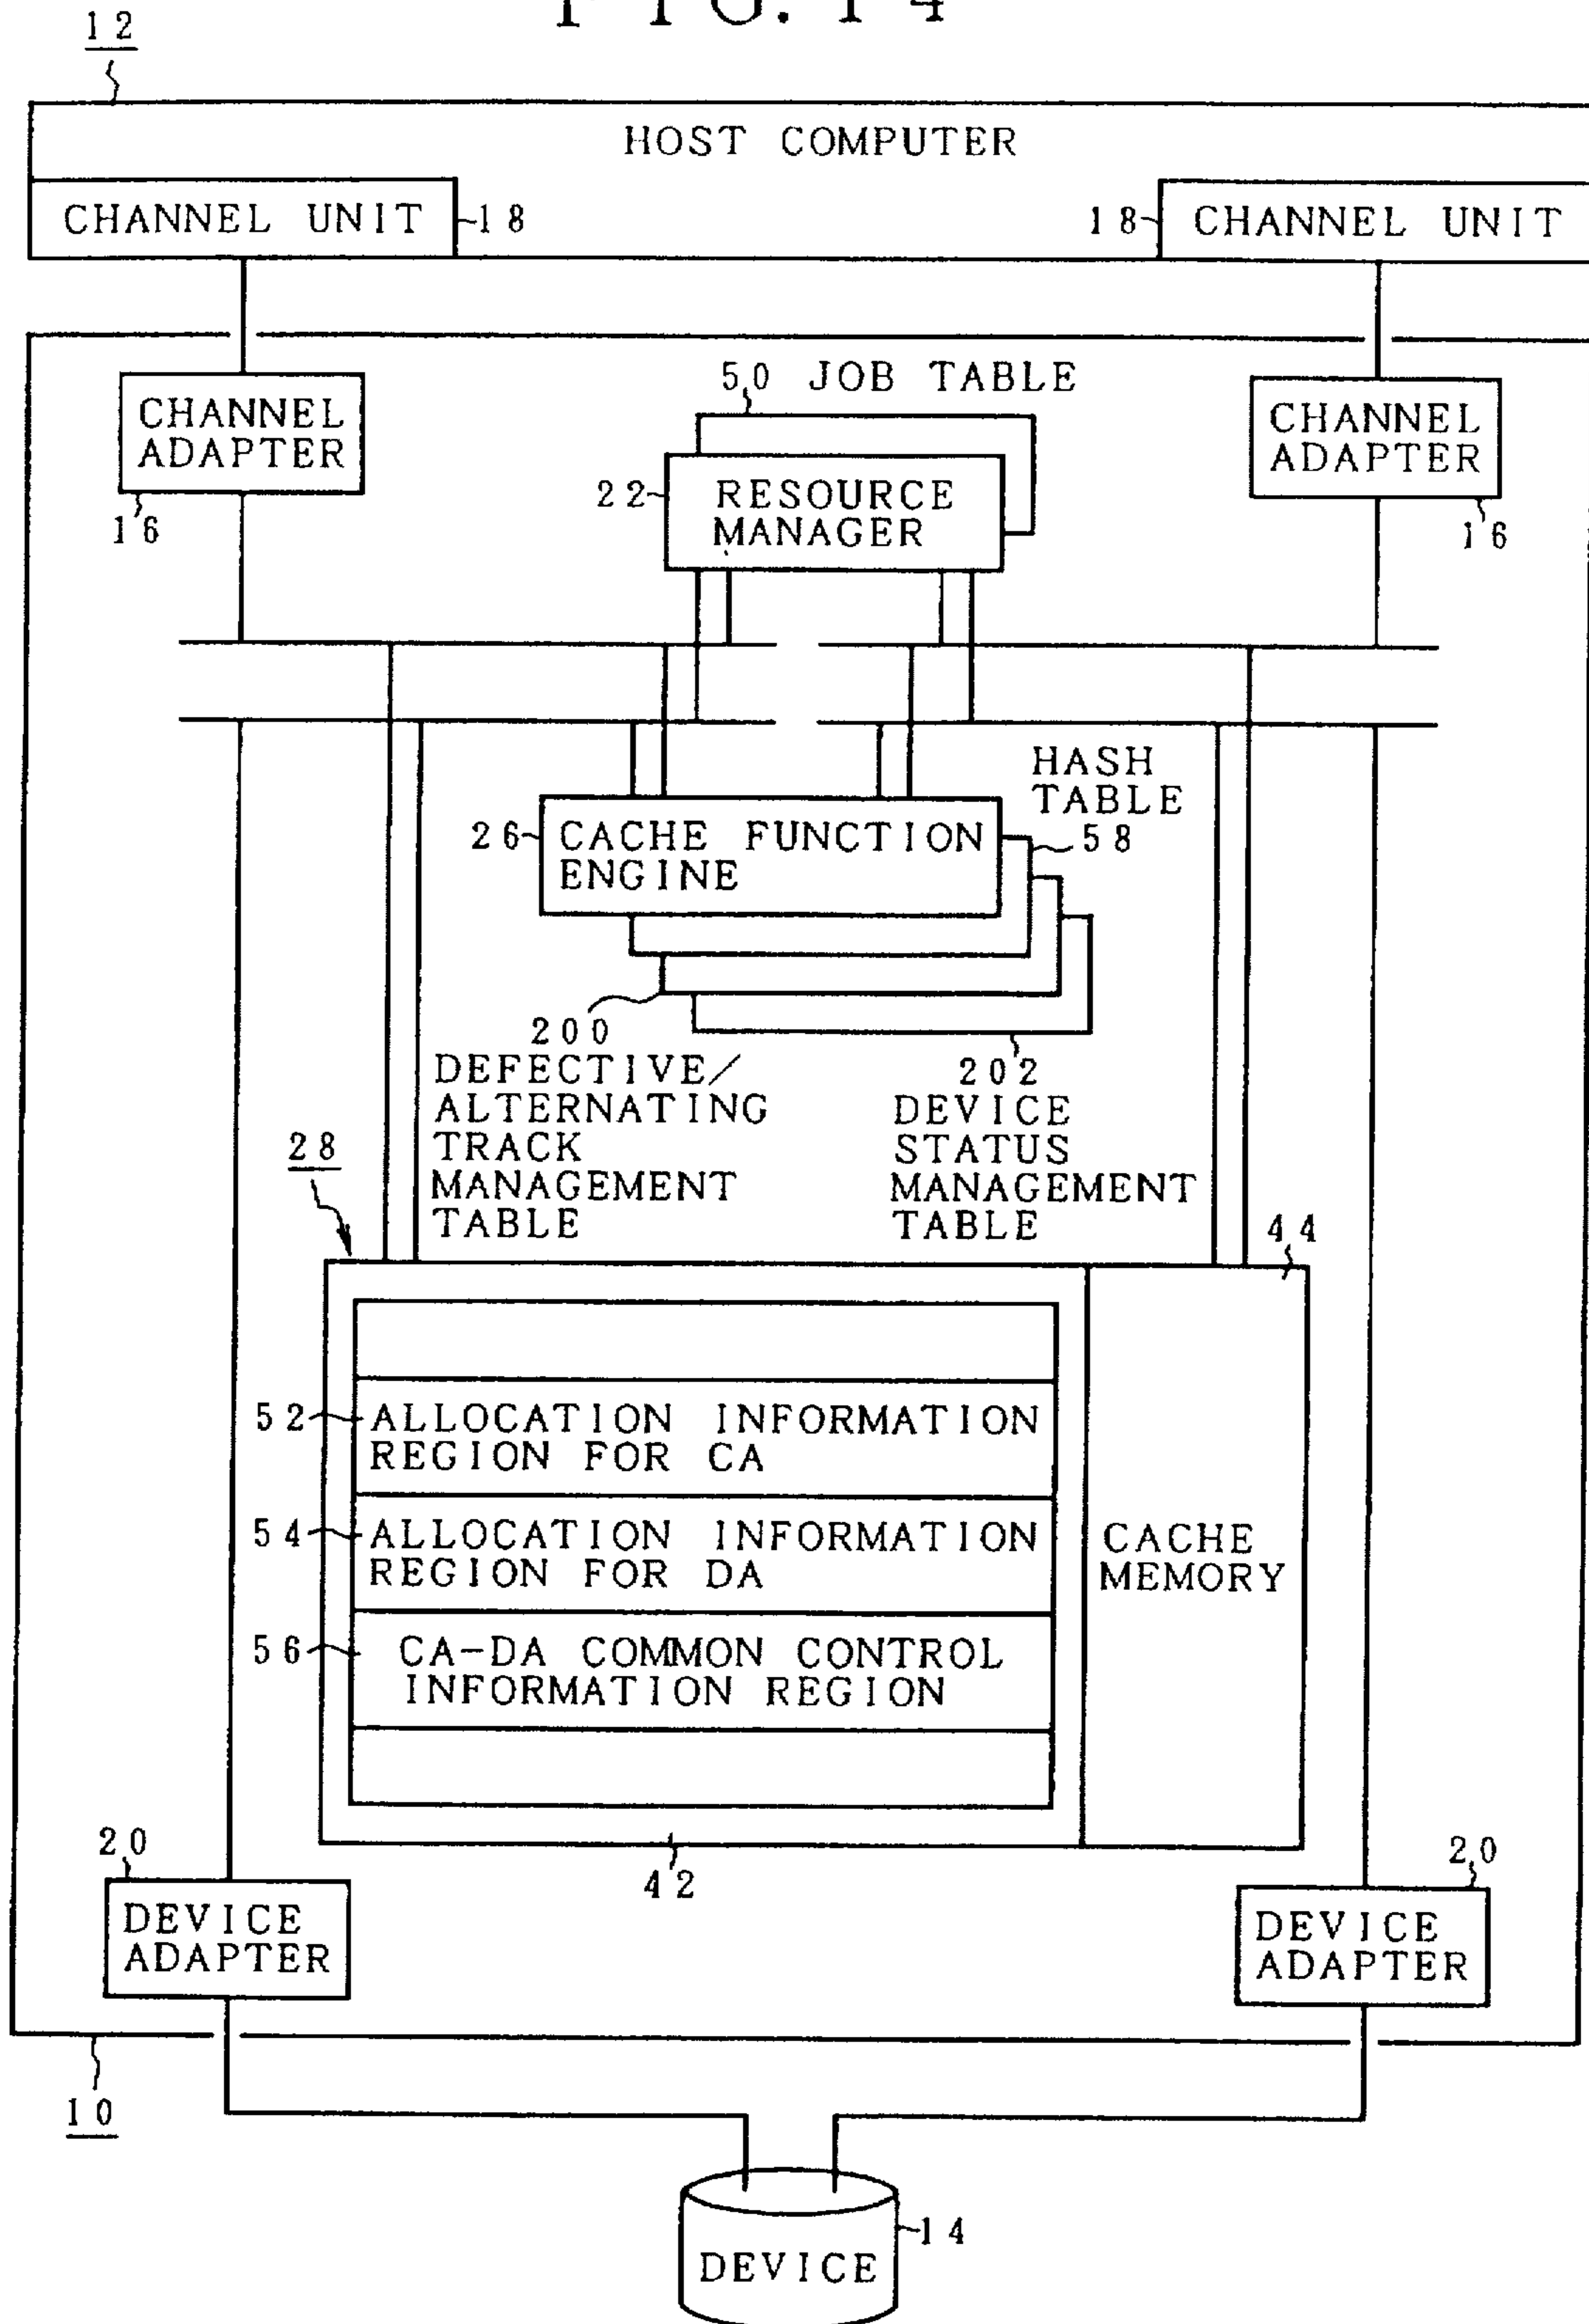 FIG. 14
12
HOST COMPUTER
CHANNEL UNIT
18
18
CHANNEL UNIT
50 JOB TABLE
CHANNEL
ADAPTER
16
22
RESOURCE
MANAGER
CHANNEL
ADAPTER
16
HASH
TABLE
58
26
CACHE FUNCTION
ENGINE
200
DEFECTIVE/
ALTERNATING
TRACK
MANAGEMENT
TABLE
202
DEVICE
STATUS
MANAGEMENT
TABLE
28
44
52
ALLOCATION INFORMATION
REGION FOR CA
54
ALLOCATION INFORMATION
REGION FOR DA
56
CA-DA COMMON CONTROL
INFORMATION REGION
CACHE
MEMORY
42
20
DEVICE
ADAPTER
20
DEVICE
ADAPTER
10
14
DEVICE